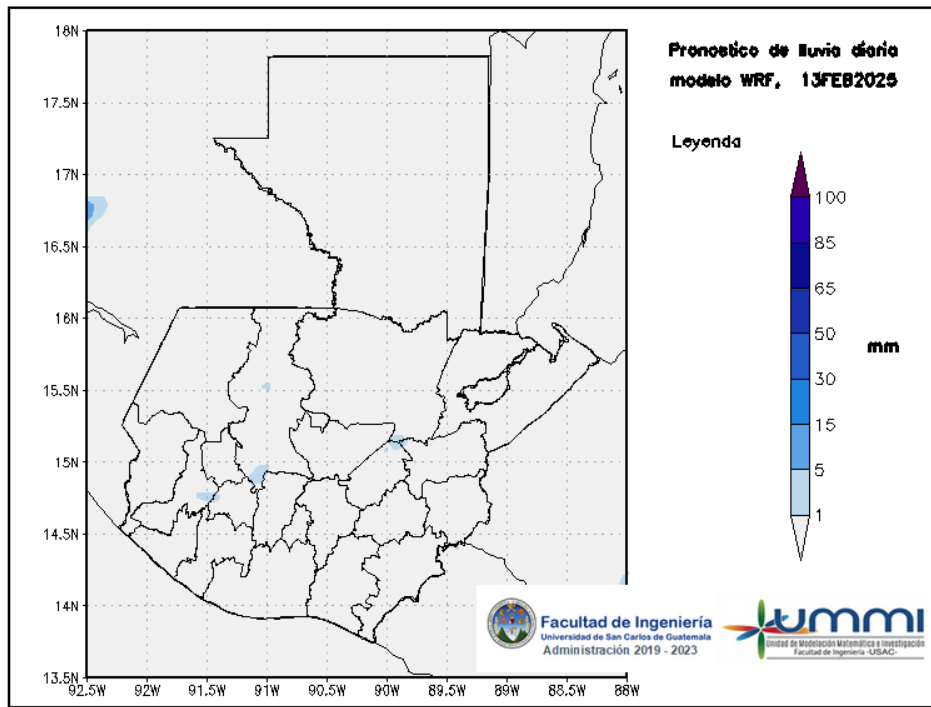 Pronostico de lluvia diaria
modelo WRF, 13FEB2025
Leyenda
100
85
65
50
30
15
5
1
mm
18N
17.5N
17N
16.5N
16N
15.5N
15N
14.5N
14N
13.5N
92.5W
92W
91.5W
91W
90.5W
90W
89.5W
89W
88.5W
88W
Facultad de Ingeniería
Universidad de San Carlos de Guatemala
Administración 2019 - 2023
UMMI
Unidad de Modelación Matemática e Investigación
Facultad de Ingeniería -USAC-